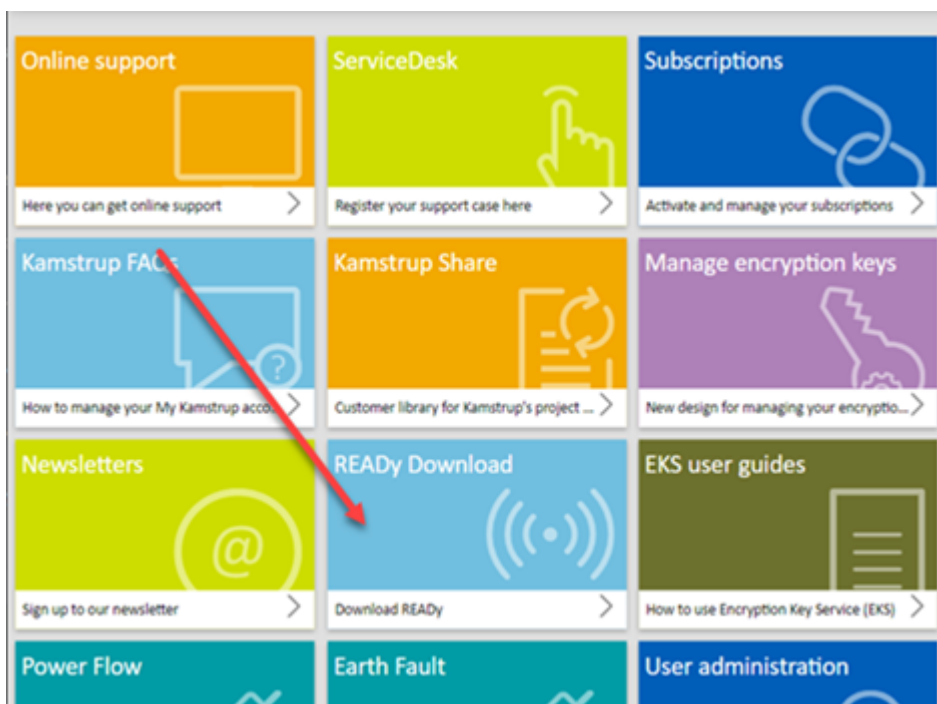 Online support
ServiceDesk
Subscriptions
Here you can get online support
Register your support case here
Activate and manage your subscriptions
Kamstrup FAQs
Kamstrup Share
Manage encryption keys
?
How to manage your My Kamstrup acco...
Customer library for Kamstrup's project ...
New design for managing your encryptio...
Newsletters
READy Download
EKS user guides
@
Sign up to our newsletter
Download READy
How to use Encryption Key Service (EKS)
Power Flow
Earth Fault
User administration